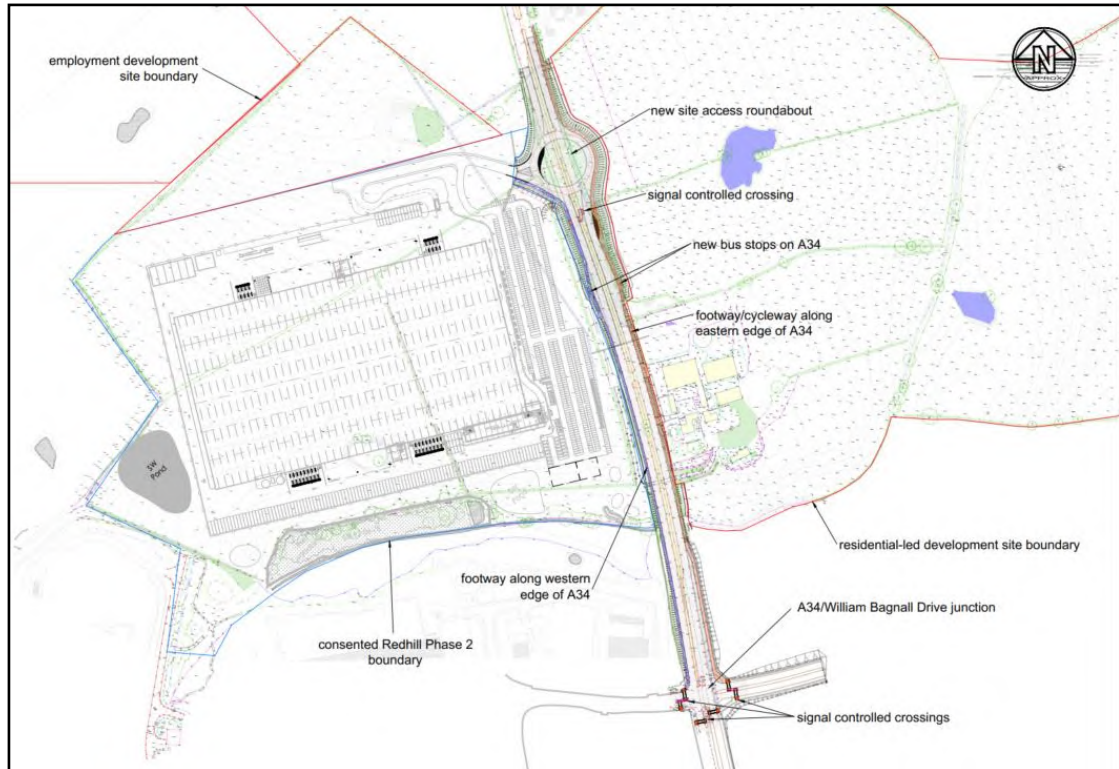 employment development
site boundary
N
APPROX
new site access roundabout
signal controlled crossing
new bus stops on A34
footway/cycleway along
eastern edge of A34
SW
Pond
residential-led development site boundary
footway along western
edge of A34
A34/William Bagnall Drive junction
consented Redhill Phase 2
boundary
signal controlled crossings